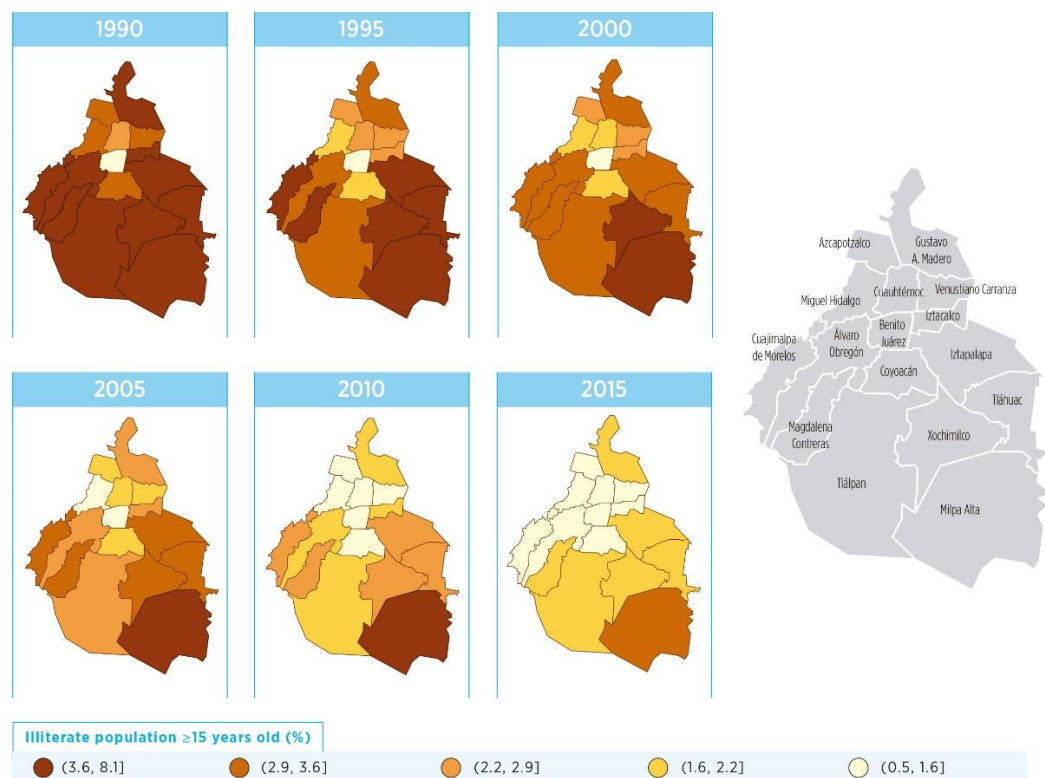 1990
1995
2000
2005
2010
2015
Azcapotzalco
Gustavo
A. Madero
Miguel Hidalgo
Cuauhtémoc
Venustiano Carranza
Iztacalco
Cuajimalpa
de Morelos
Álvaro
Obregón
Benito
Juárez
Iztapalapa
Coyoacán
Tláhuac
Magdalena
Contreras
Xochimilco
Tlálpan
Milpa Alta
Illiterate population ≥15 years old (%)
(3.6, 8.1]
(2.9, 3.6]
(2.2, 2.9]
(1.6, 2.2]
(0.5, 1.6]